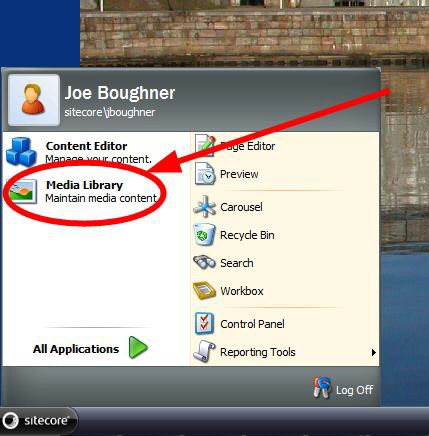 Joe Boughner
sitecore\jboughner
Content Editor
Manage your content.
Media Library
Maintain media content
All Applications
Page Editor
Preview
Carousel
Recycle Bin
Search
Workbox
Control Panel
Reporting Tools
Log Off
sitecore